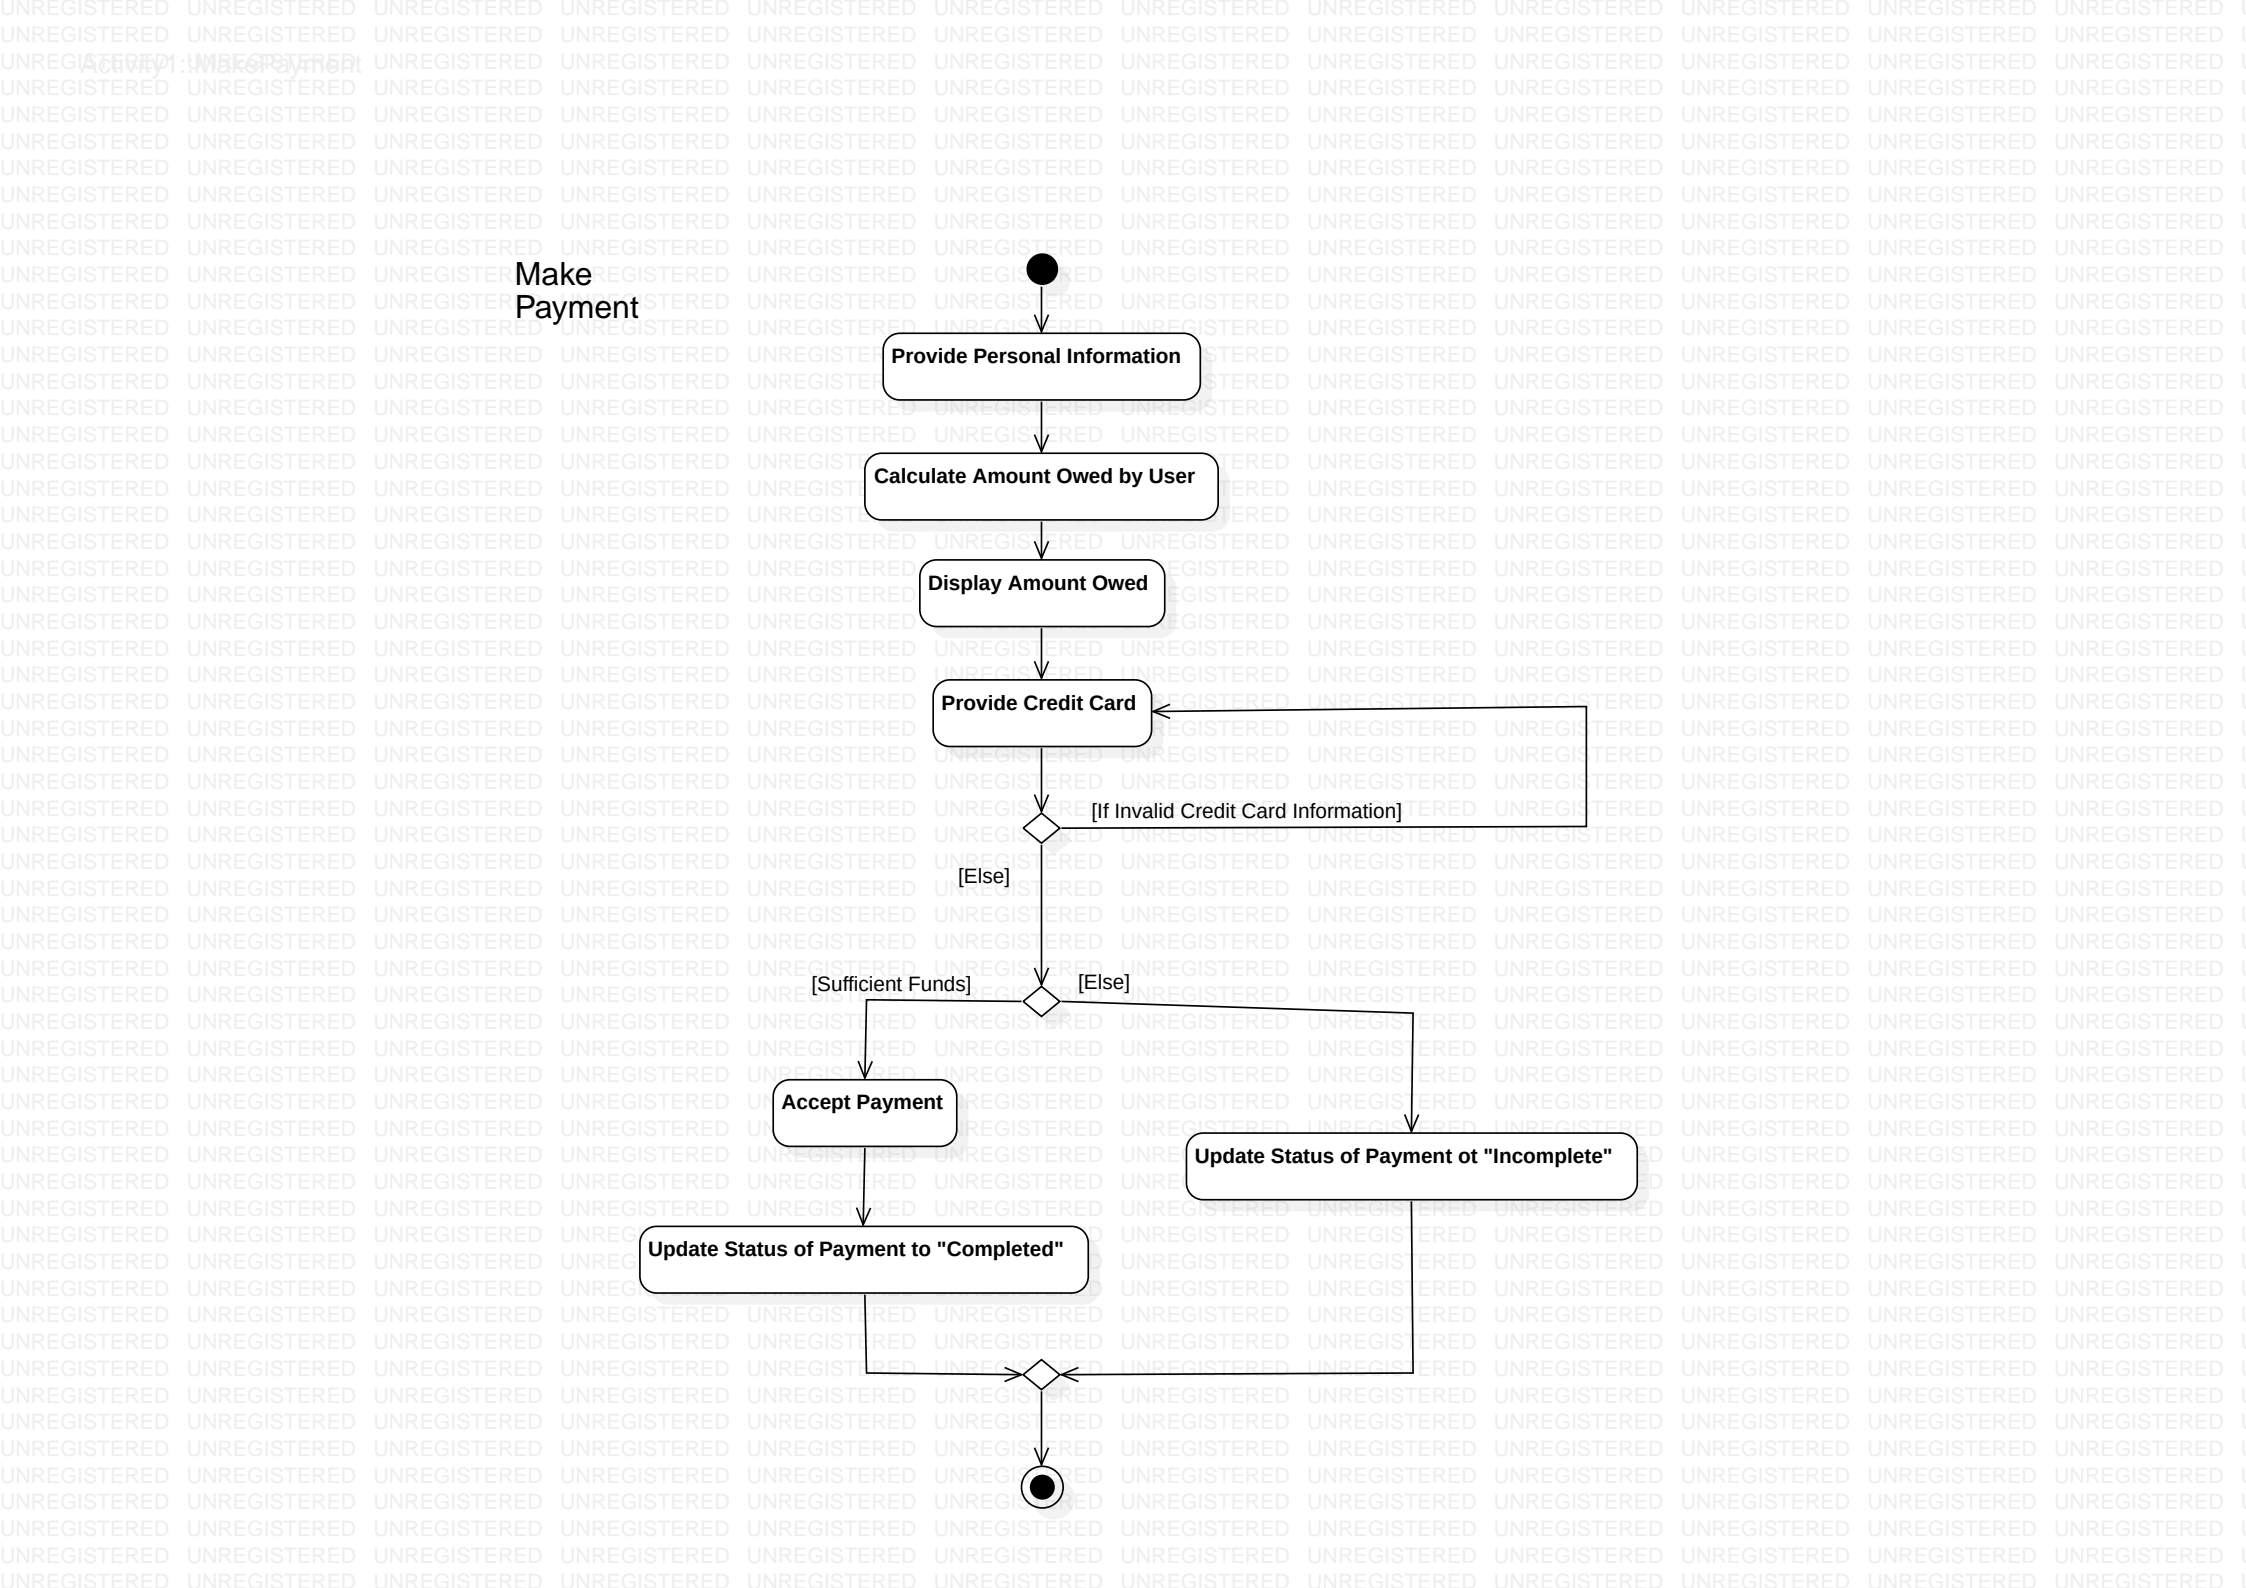 Activity1::MakePayment
Make
Payment
Provide Personal Information
Calculate Amount Owed by User
Display Amount Owed
Provide Credit Card
[If Invalid Credit Card Information]
[Else]
[Sufficient Funds]
[Else]
Accept Payment
Update Status of Payment ot "Incomplete"
Update Status of Payment to "Completed"
UNREGISTERED